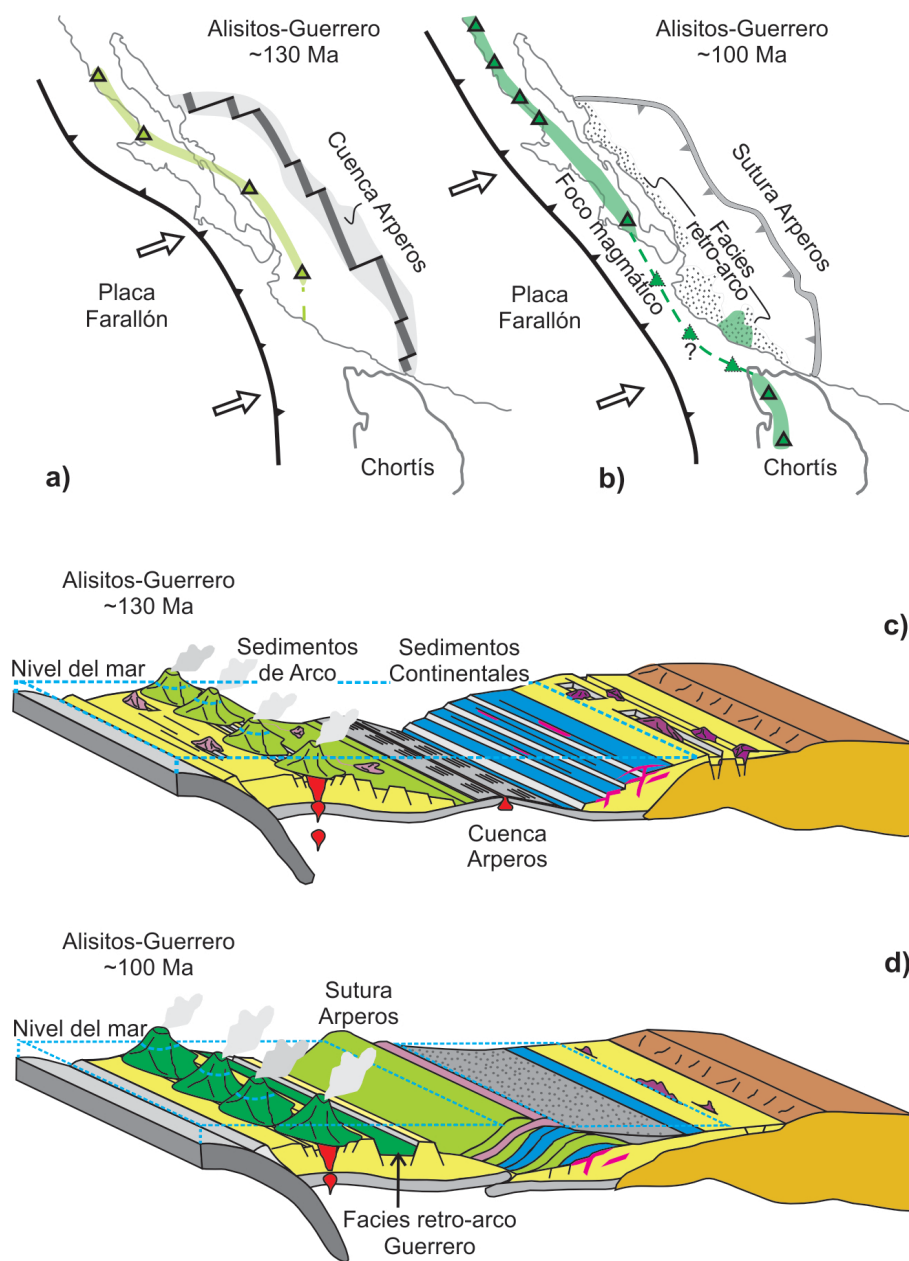 Alisitos-Guerrero
~130 Ma
Cuenca Arperos
Placa
Farallón
Chortís
a)
Alisitos-Guerrero
~100 Ma
Sutura Arperos
Facies
retro-arco
Foco magmático
Placa
Farallón
?
Chortís
b)
Alisitos-Guerrero
~130 Ma
c)
Nivel del mar
Sedimentos
de Arco
Sedimentos
Continentales
Cuenca
Arperos
Alisitos-Guerrero
~100 Ma
d)
Nivel del mar
Sutura
Arperos
Facies retro-arco
Guerrero